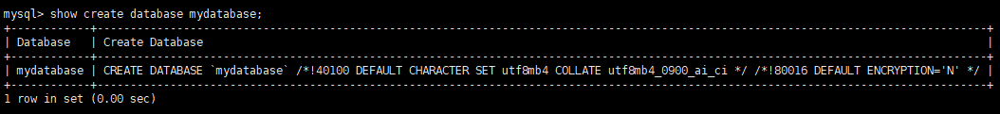 mysql> show create database mydatabase;
+------------+----------------------------------------------------------------------------------------------------------------------------------------+
| Database   | Create Database                                                                                                                        |
+------------+----------------------------------------------------------------------------------------------------------------------------------------+
| mydatabase | CREATE DATABASE `mydatabase` /*!40100 DEFAULT CHARACTER SET utf8mb4 COLLATE utf8mb4_0900_ai_ci */ /*!80016 DEFAULT ENCRYPTION='N' */ |
+------------+----------------------------------------------------------------------------------------------------------------------------------------+
1 row in set (0.00 sec)